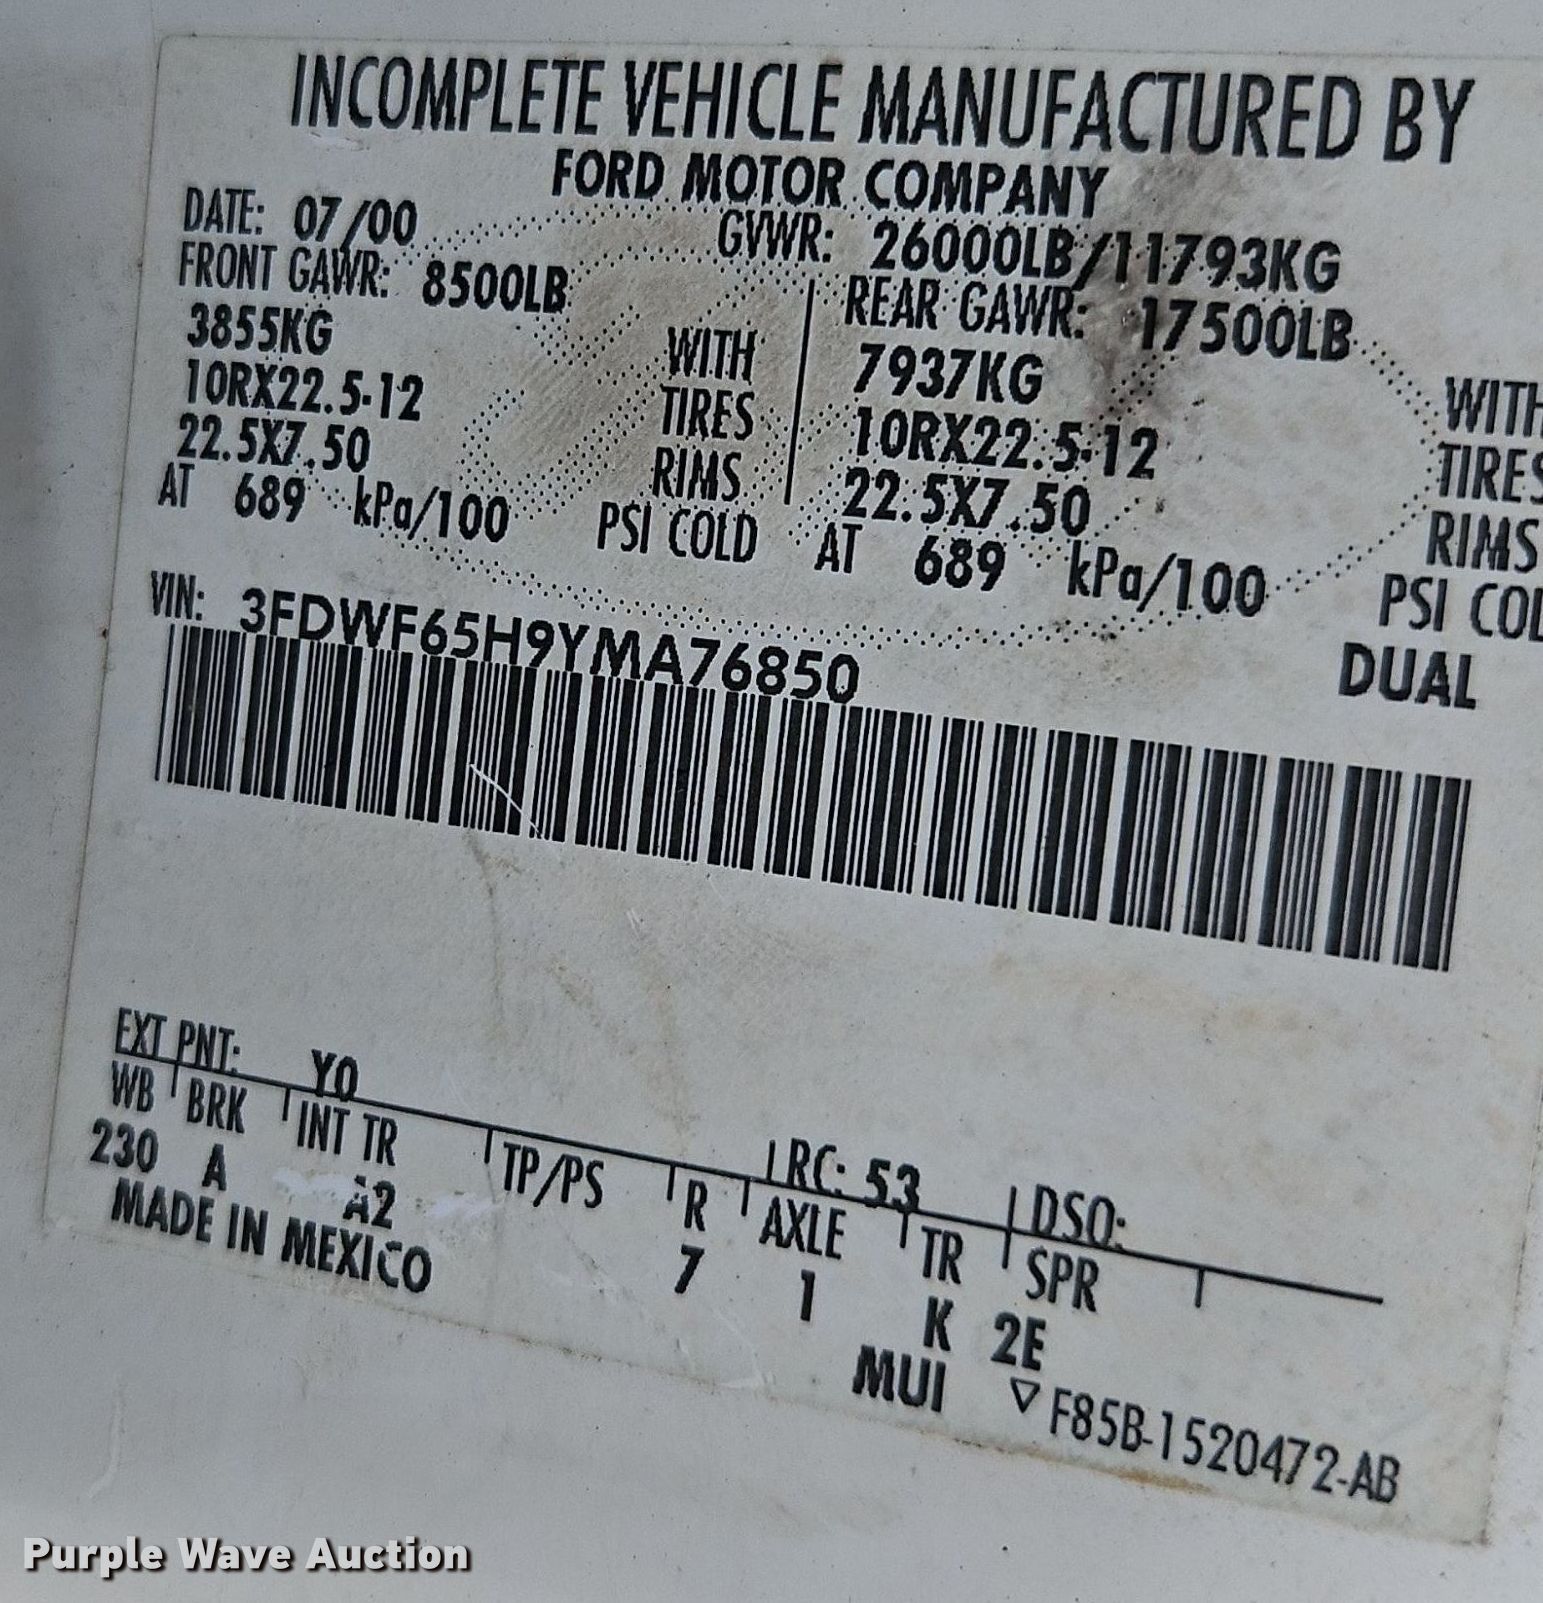 INCOMPLETE VEHICLE MANUFACTURED BY
FORD MOTOR COMPANY
DATE: 07/00 GVWR: 26000LB/11793KG
FRONT GAWR: 8500LB REAR GAWR: 17500LB
3855KG WITH 7937KG WITH
10RX22.5-12 TIRES 10RX22.5-12 TIRES
22.5X7.50 RIMS 22.5X7.50 RIMS
AT 689 kPa/100 PSI COLD AT 689 kPa/100 PSI COL
DUAL
VIN: 3FDWF65H9YMA76850
EXT PNT: Y0 RC: 53 DSO:
WB BRK INT TR TP/PS R AXLE TR SPR
230 A A2 7 1 K 2E
MADE IN MEXICO MUI ▽ F85B-1520472-AB
Purple Wave Auction